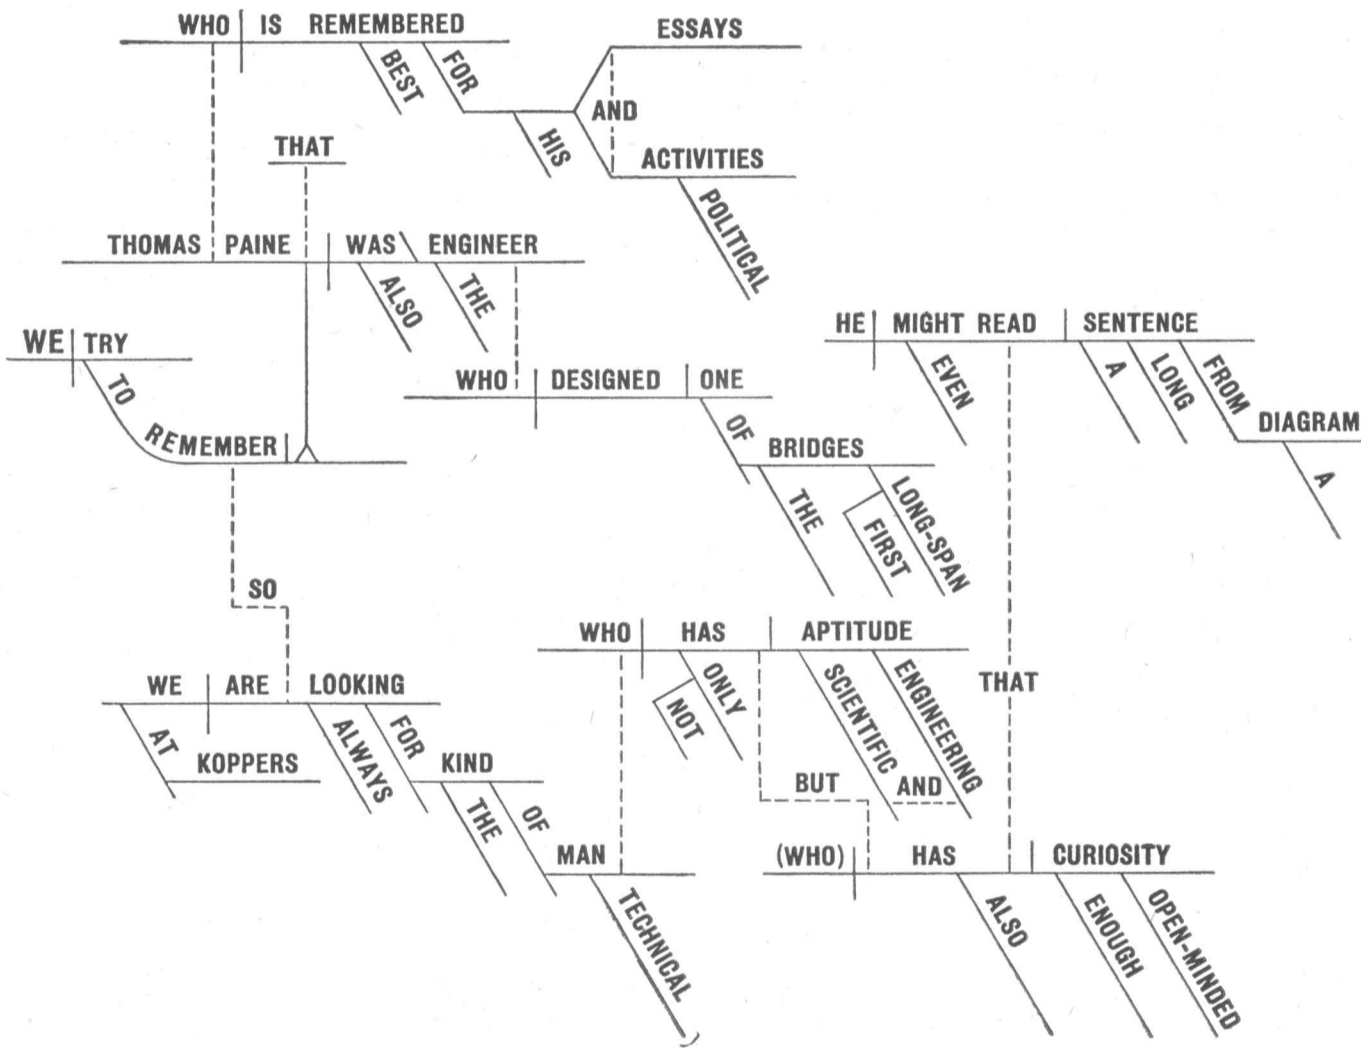 WHO IS REMEMBERED
BEST
FOR
HIS
ESSAYS
AND
ACTIVITIES
POLITICAL
THAT
THOMAS PAINE WAS ENGINEER
ALSO
THE
WE TRY
TO
REMEMBER
WHO DESIGNED ONE
OF
BRIDGES
THE
FIRST
LONG-SPAN
HE MIGHT READ SENTENCE
EVEN
A
LONG
FROM
DIAGRAM
A
SO
WE ARE LOOKING
AT
KOPPERS
ALWAYS
FOR
KIND
THE
OF
MAN
TECHNICAL
WHO HAS APTITUDE
NOT
ONLY
SCIENTIFIC
AND
ENGINEERING
BUT
THAT
(WHO) HAS CURIOSITY
ALSO
ENOUGH
OPEN-MINDED